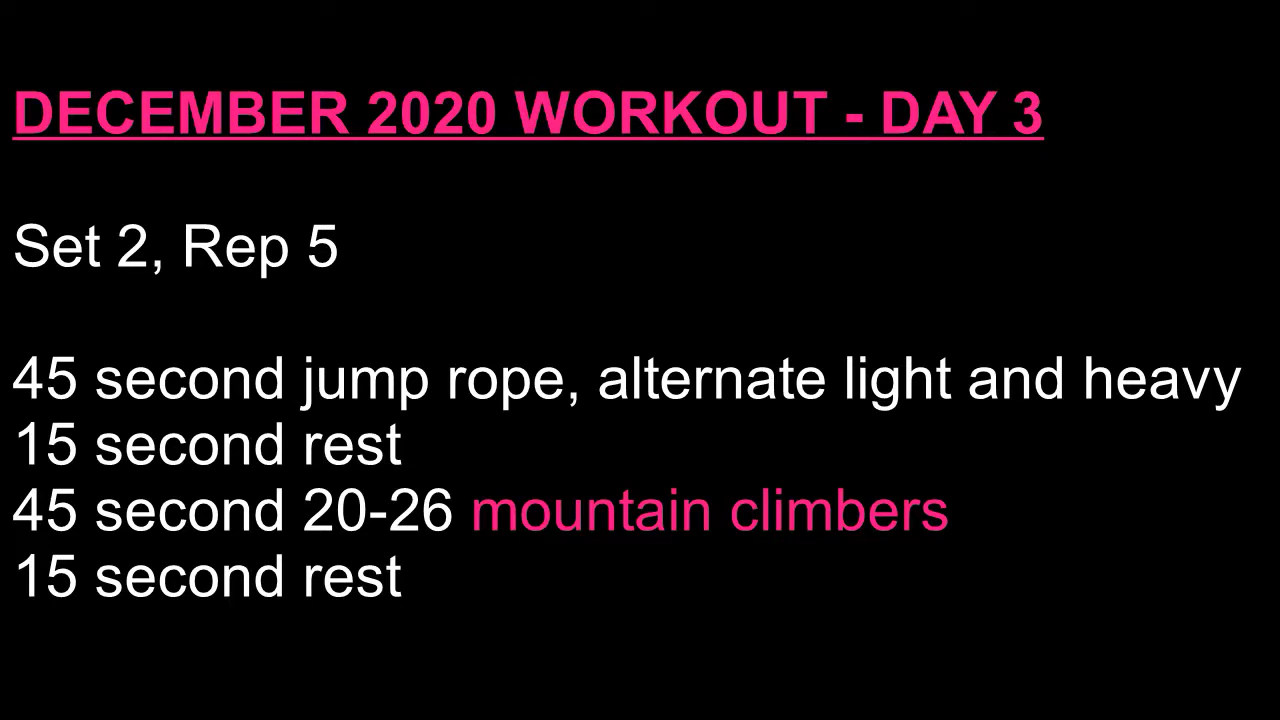 DECEMBER 2020 WORKOUT - DAY 3
Set 2, Rep 5
45 second jump rope, alternate light and heavy
15 second rest
45 second 20-26 mountain climbers
15 second rest